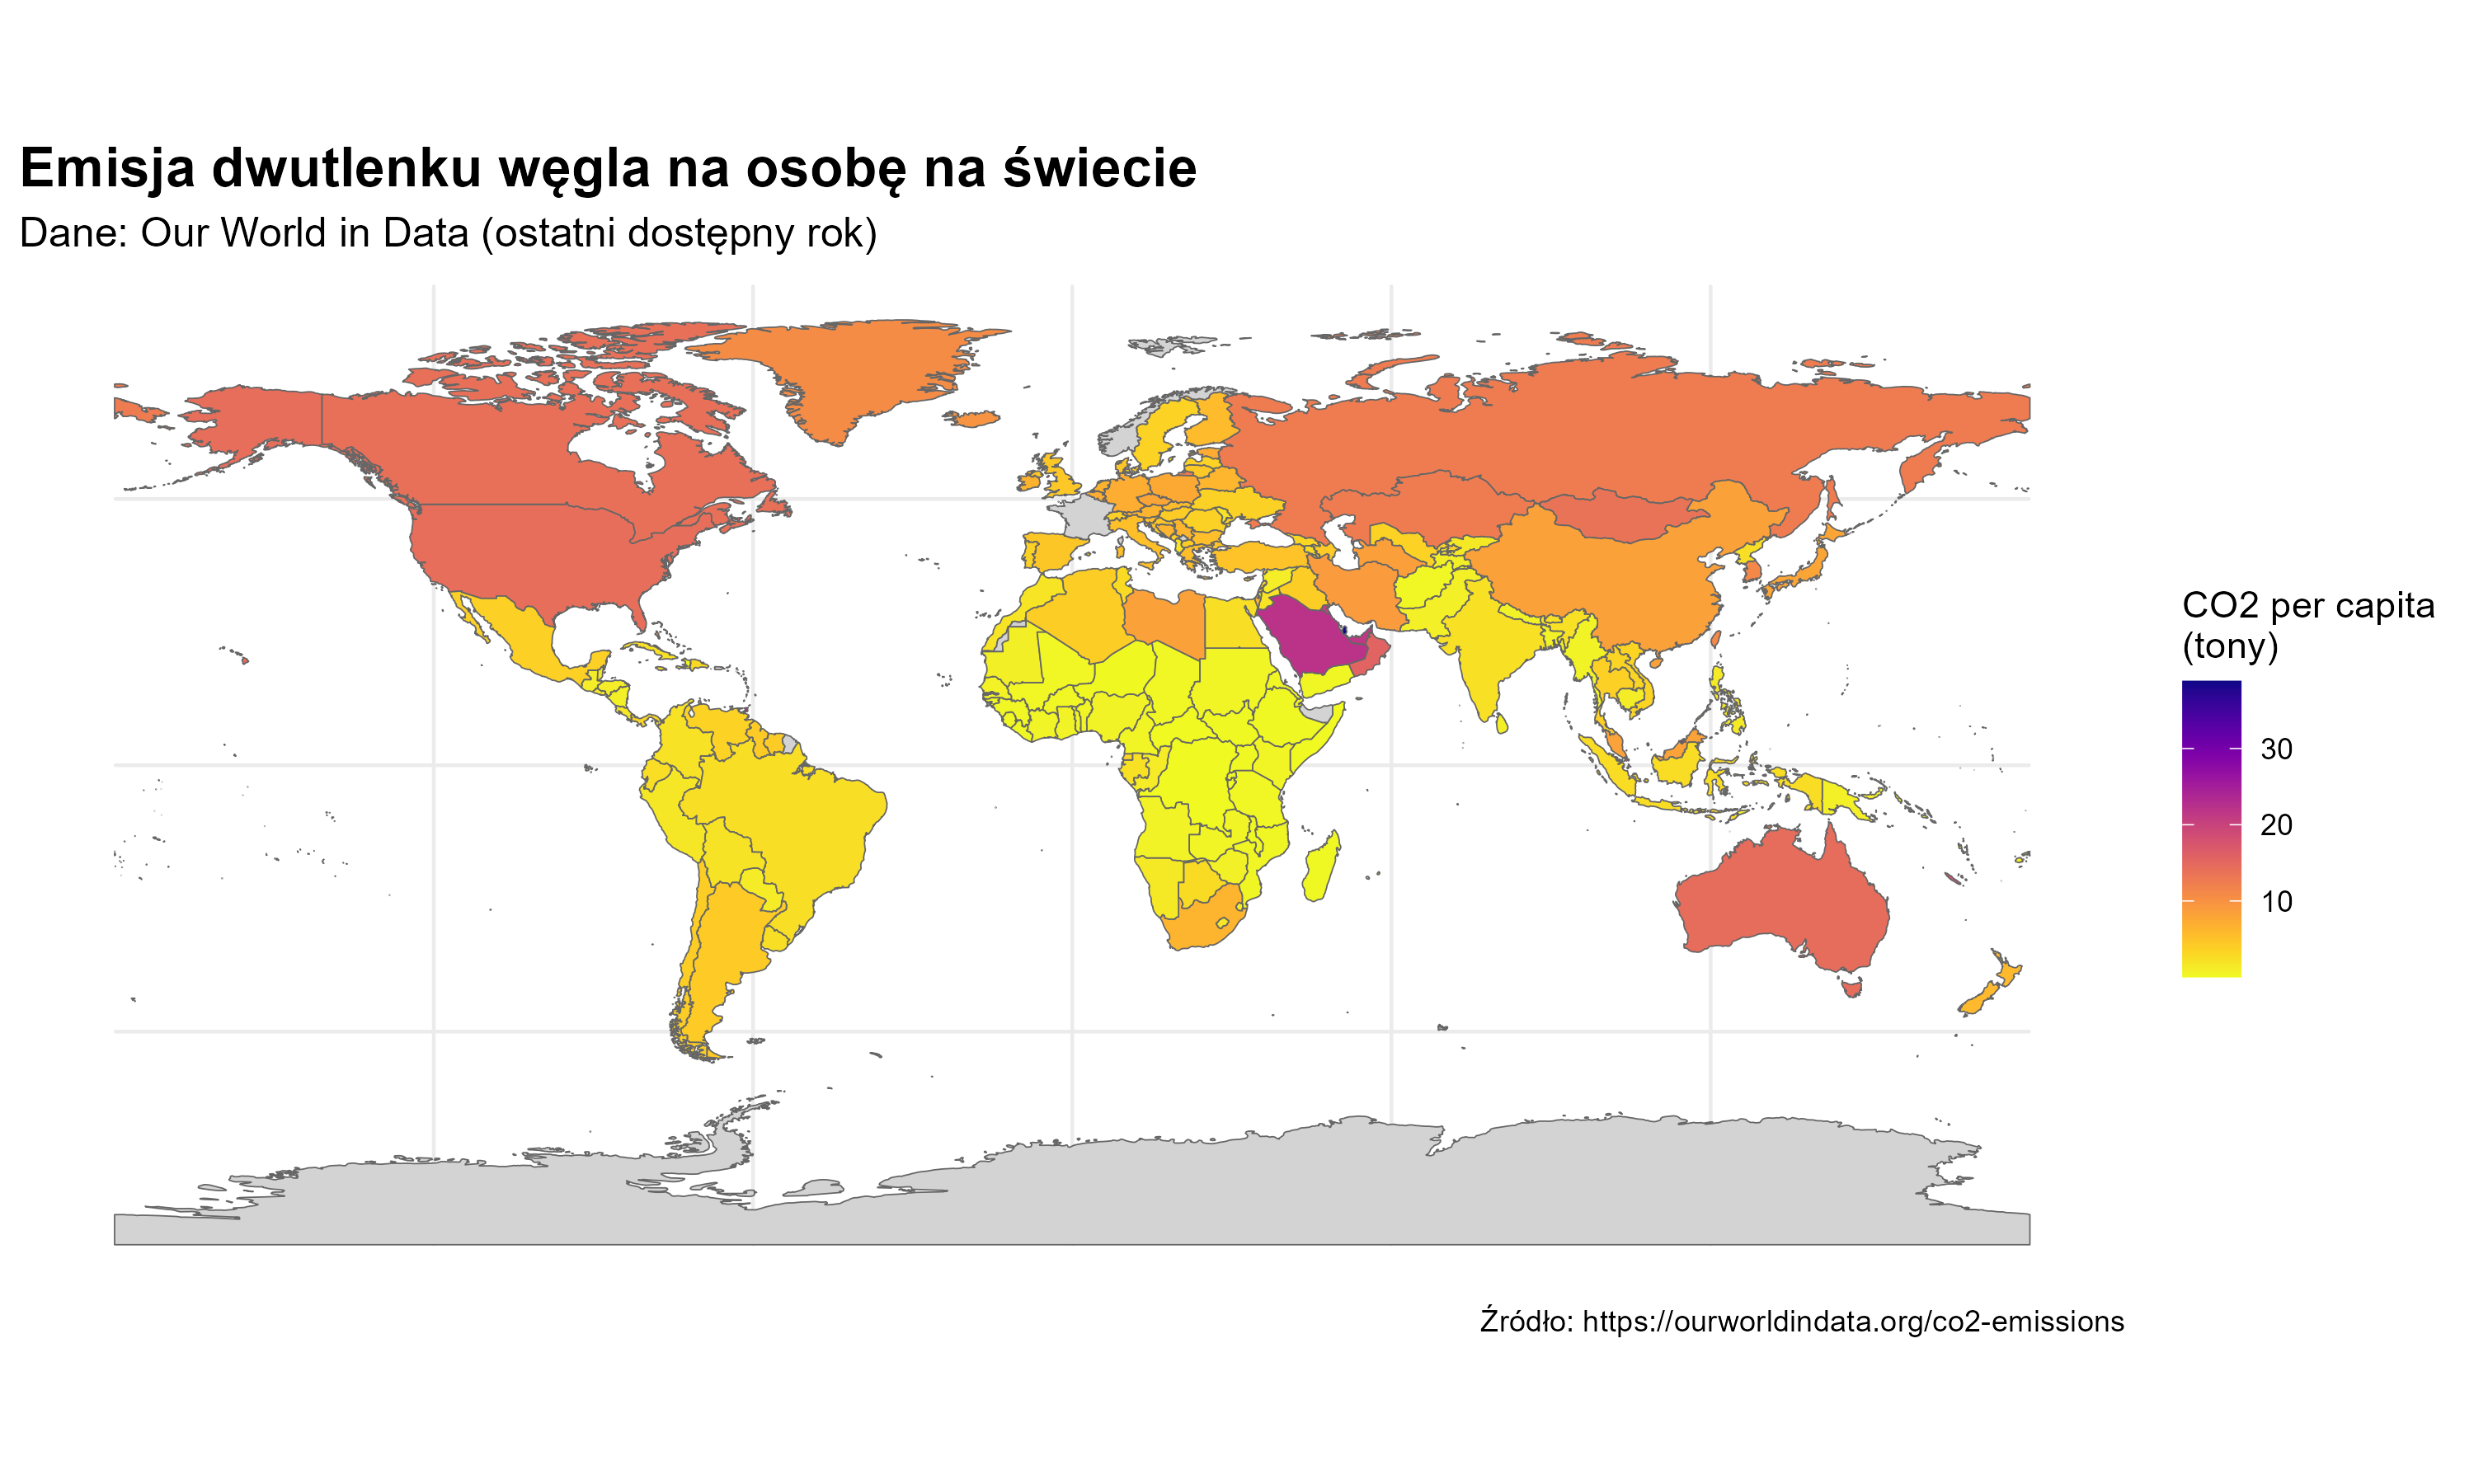 Emisja dwutlenku węgla na osobę na świecie
Dane: Our World in Data (ostatni dostępny rok)
CO2 per capita
(tony)
30
20
10
Źródło: https://ourworldindata.org/co2-emissions